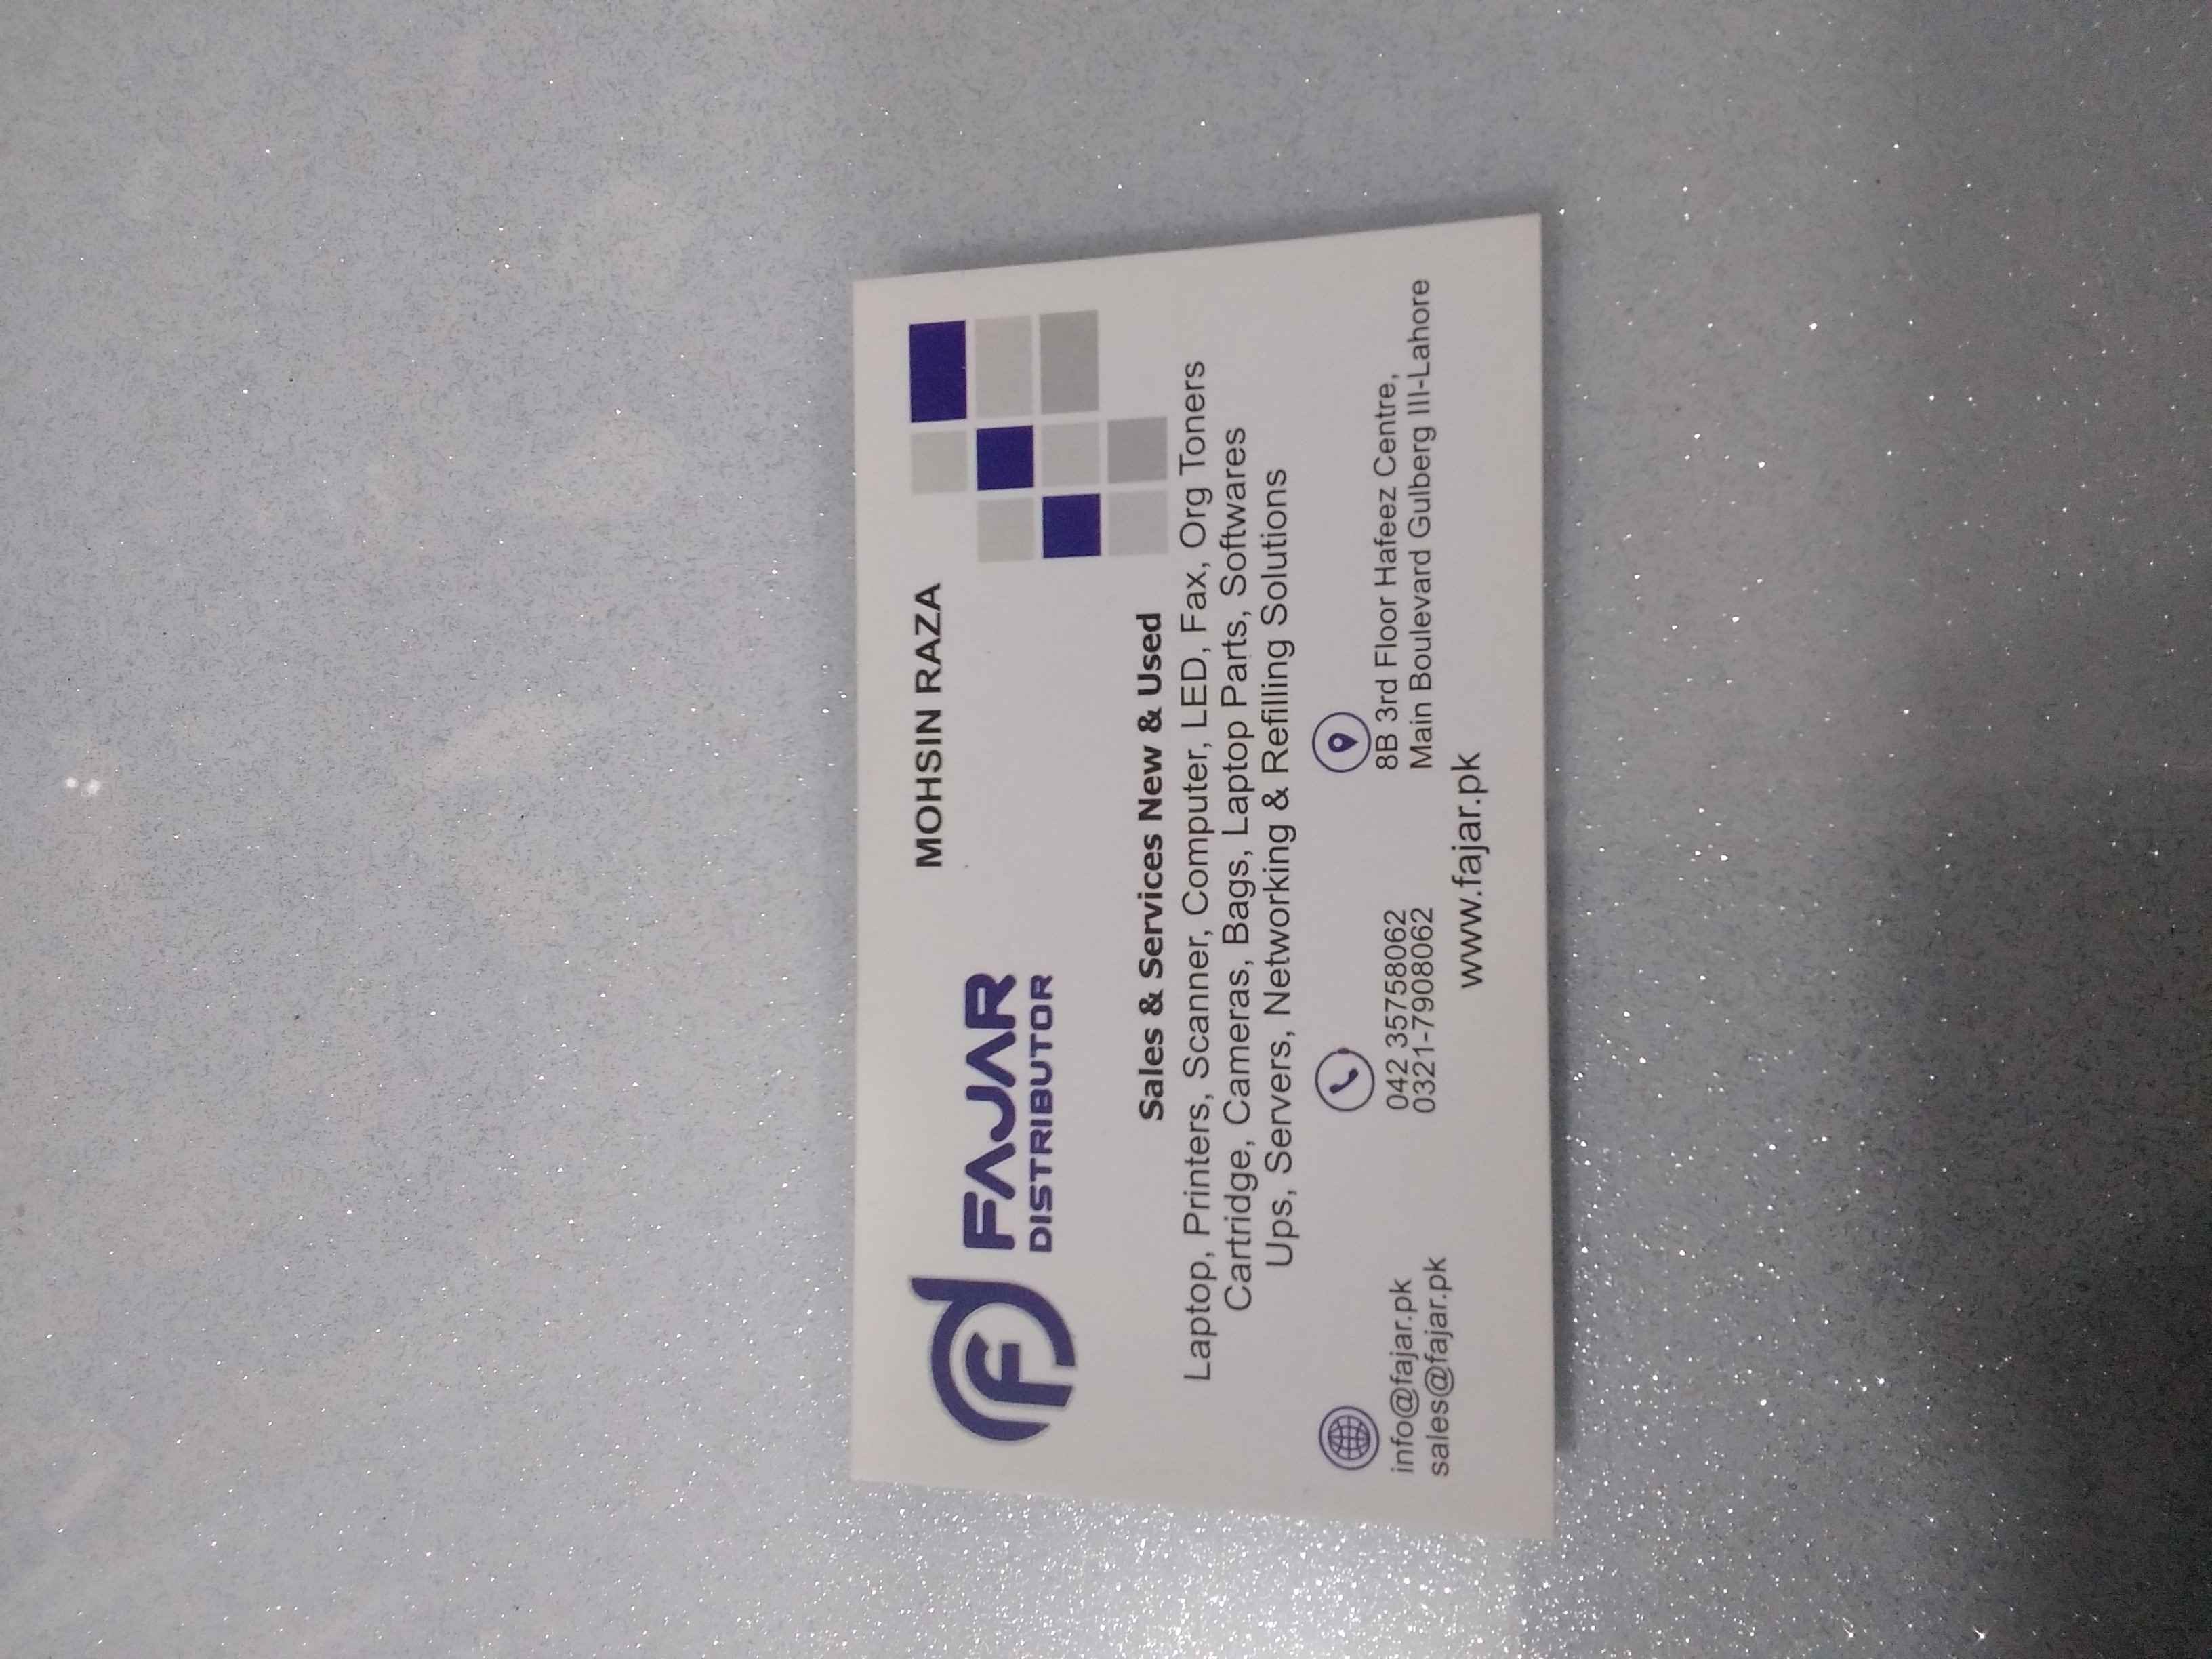 MOHSIN RAZA
FAJAR
DISTRIBUTOR
Sales & Services New & Used
Laptop, Printers, Scanner, Computer, LED, Fax, Org Toners
Cartridge, Cameras, Bags, Laptop Parts, Softwares
Ups, Servers, Networking & Refilling Solutions
info@fajar.pk
sales@fajar.pk
042 35758062
0321-7908062
8B 3rd Floor Hafeez Centre,
Main Boulevard Gulberg III-Lahore
www.fajar.pk